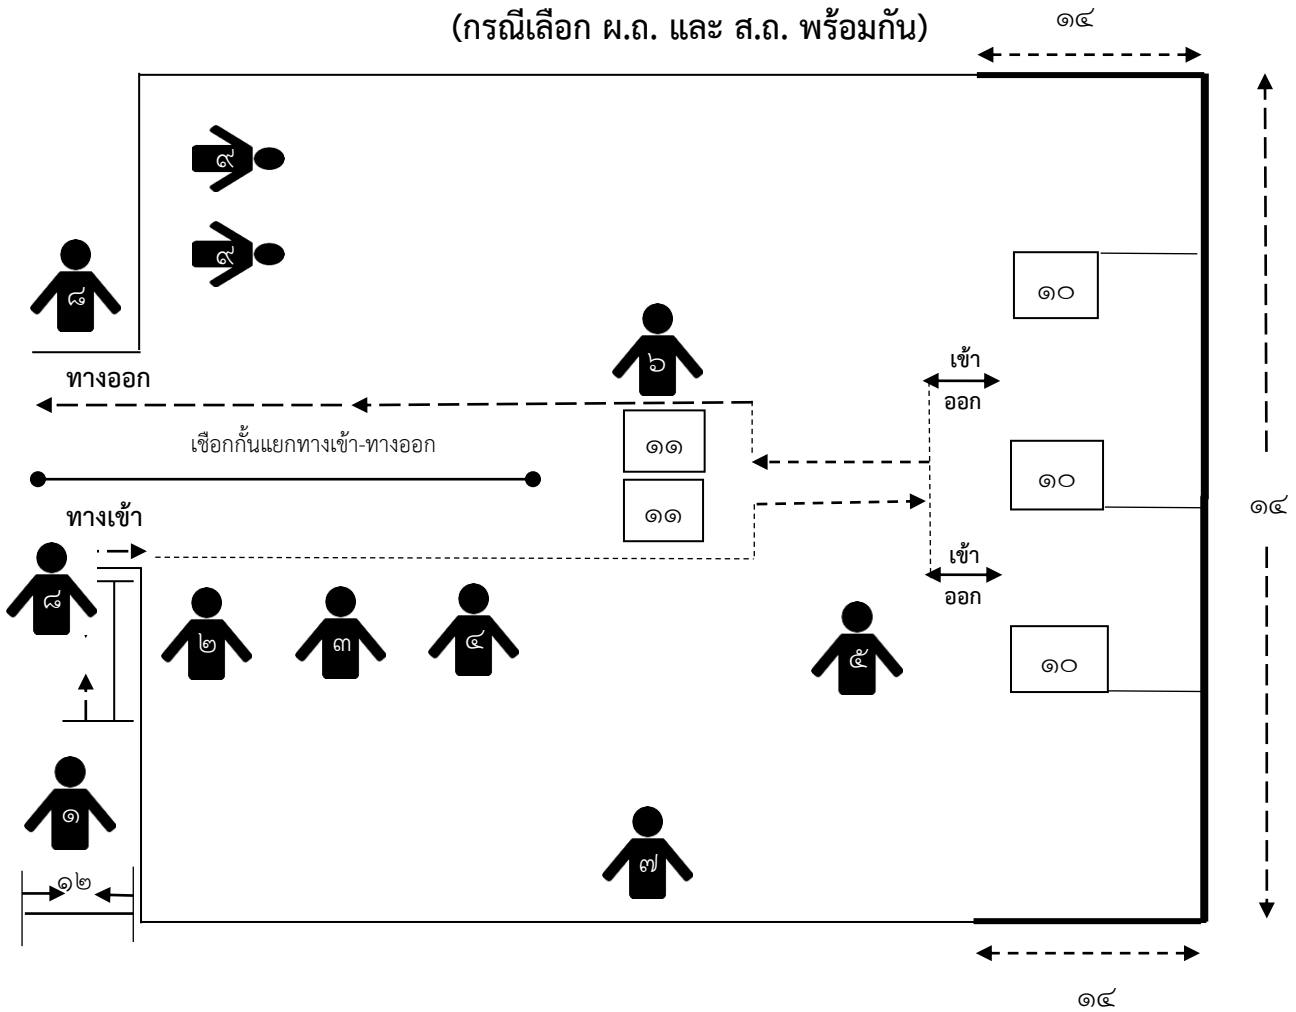 (กรณีเลือก ผ.ถ. และ ส.ถ. พร้อมกัน)
๑๔
๙
๙
๘
๑๐
๖
เข้า
ทางออก
ออก
เชือกกั้นแยกทางเข้า-ทางออก
๑๑
๑๐
๑๑
๑๔
ทางเข้า
เข้า
๘
ออก
๒
๓
๔
๕
๑๐
๑
๗
๑๒
๑๔